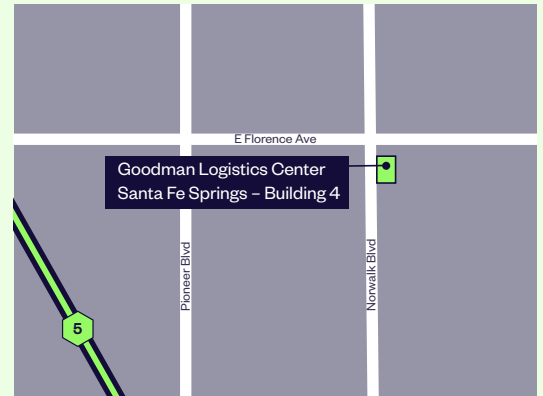 E Florence Ave
Goodman Logistics Center
Santa Fe Springs – Building 4
Pioneer Blvd
Norwalk Blvd
5